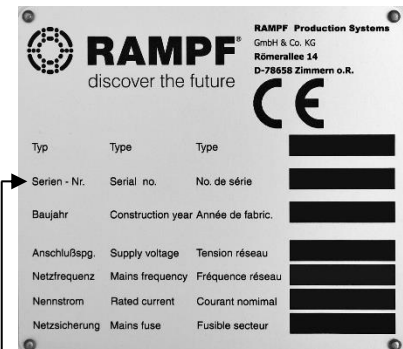 RAMPF®
discover the future
RAMPF Production Systems
GmbH & Co. KG
Römerallee 14
D-78658 Zimmern o.R.
CE
Typ Type Type
Serien - Nr. Serial no. No. de série
Baujahr Construction year Année de fabric.
Anschlußspg. Supply voltage Tension réseau
Netzfrequenz Mains frequency Fréquence réseau
Nennstrom Rated current Courant nomimal
Netzsicherung Mains fuse Fusible secteur